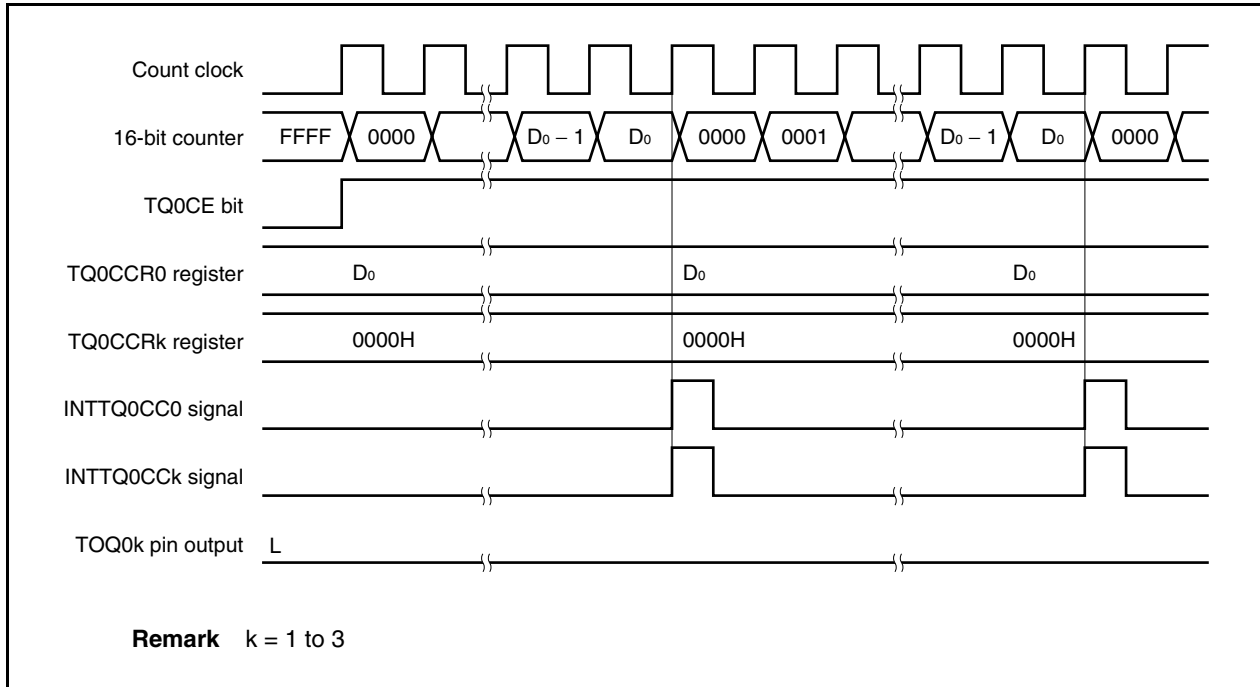 Count clock
16-bit counter FFFF 0000 D0 – 1 D0 0000 0001 D0 – 1 D0 0000
TQ0CE bit
TQ0CCR0 register D0 D0 D0
TQ0CCRk register 0000H 0000H 0000H
INTTQ0CC0 signal
INTTQ0CCk signal
TOQ0k pin output L
Remark k = 1 to 3